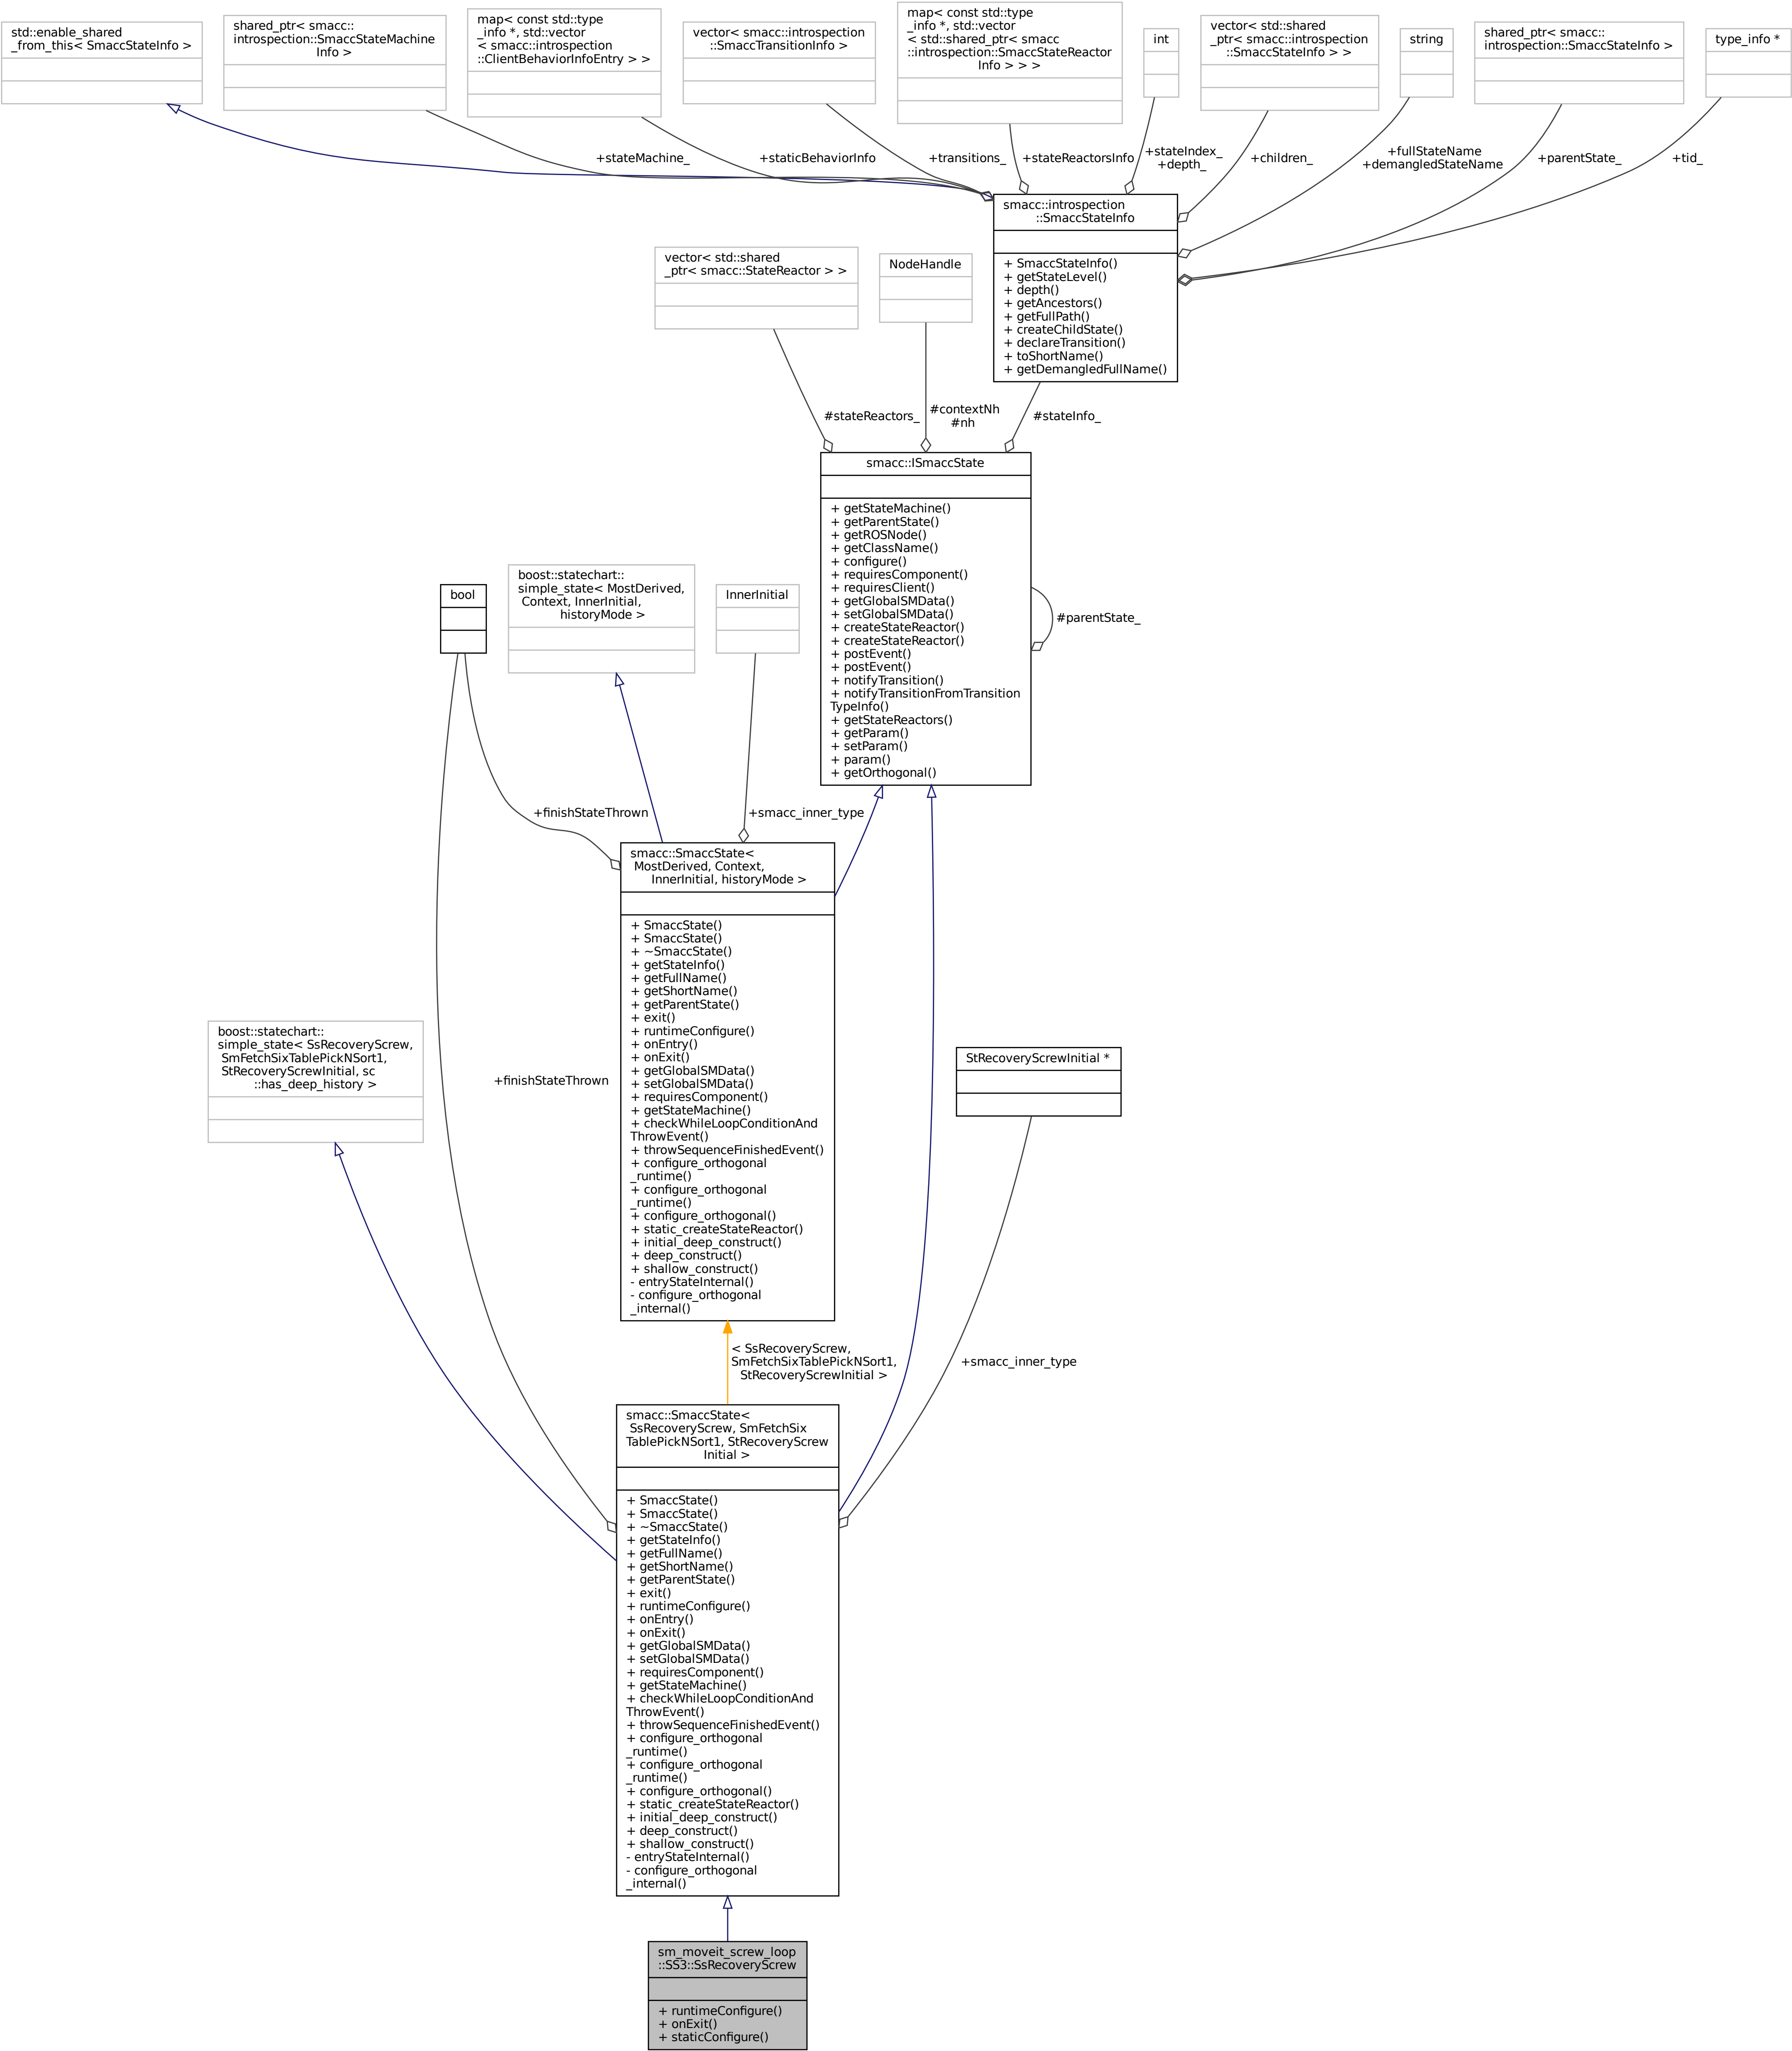 std::enable_shared
_from_this< SmaccStateInfo >
shared_ptr< smacc::
introspection::SmaccStateMachine
Info >
map< const std::type
_info *, std::vector
< smacc::introspection
::ClientBehaviorInfoEntry > >
vector< smacc::introspection
::SmaccTransitionInfo >
map< const std::type
_info *, std::vector
< std::shared_ptr< smacc
::introspection::SmaccStateReactor
Info > > >
int
vector< std::shared
_ptr< smacc::introspection
::SmaccStateInfo > >
string
shared_ptr< smacc::
introspection::SmaccStateInfo >
type_info *
+stateMachine_
+staticBehaviorInfo
+transitions_
+stateReactorsInfo
+stateIndex_
+depth_
+children_
+fullStateName
+demangledStateName
+parentState_
+tid_
smacc::introspection
::SmaccStateInfo
+ SmaccStateInfo()
+ getStateLevel()
+ depth()
+ getAncestors()
+ getFullPath()
+ createChildState()
+ declareTransition()
+ toShortName()
+ getDemangledFullName()
vector< std::shared
_ptr< smacc::StateReactor > >
NodeHandle
#stateReactors_
#contextNh
#nh
#stateInfo_
smacc::ISmaccState
+ getStateMachine()
+ getParentState()
+ getROSNode()
+ getClassName()
+ configure()
+ requiresComponent()
+ requiresClient()
+ getGlobalSMData()
+ setGlobalSMData()
+ createStateReactor()
+ createStateReactor()
+ postEvent()
+ postEvent()
+ notifyTransition()
+ notifyTransitionFromTransition
TypeInfo()
+ getStateReactors()
+ getParam()
+ setParam()
+ param()
+ getOrthogonal()
#parentState_
bool
boost::statechart::
simple_state< MostDerived,
Context, InnerInitial,
historyMode >
InnerInitial
+finishStateThrown
+smacc_inner_type
smacc::SmaccState<
MostDerived, Context,
InnerInitial, historyMode >
+ SmaccState()
+ SmaccState()
+ ~SmaccState()
+ getStateInfo()
+ getFullName()
+ getShortName()
+ getParentState()
+ exit()
+ runtimeConfigure()
+ onEntry()
+ onExit()
+ getGlobalSMData()
+ setGlobalSMData()
+ requiresComponent()
+ getStateMachine()
+ checkWhileLoopConditionAnd
ThrowEvent()
+ throwSequenceFinishedEvent()
+ configure_orthogonal
_runtime()
+ configure_orthogonal
_runtime()
+ configure_orthogonal()
+ static_createStateReactor()
+ initial_deep_construct()
+ deep_construct()
+ shallow_construct()
- entryStateInternal()
- configure_orthogonal
_internal()
boost::statechart::
simple_state< SsRecoveryScrew,
SmFetchSixTablePickNSort1,
StRecoveryScrewInitial, sc
::has_deep_history >
+finishStateThrown
StRecoveryScrewInitial *
< SsRecoveryScrew,
SmFetchSixTablePickNSort1,
StRecoveryScrewInitial >
+smacc_inner_type
smacc::SmaccState<
SsRecoveryScrew, SmFetchSix
TablePickNSort1, StRecoveryScrew
Initial >
+ SmaccState()
+ SmaccState()
+ ~SmaccState()
+ getStateInfo()
+ getFullName()
+ getShortName()
+ getParentState()
+ exit()
+ runtimeConfigure()
+ onEntry()
+ onExit()
+ getGlobalSMData()
+ setGlobalSMData()
+ requiresComponent()
+ getStateMachine()
+ checkWhileLoopConditionAnd
ThrowEvent()
+ throwSequenceFinishedEvent()
+ configure_orthogonal
_runtime()
+ configure_orthogonal
_runtime()
+ configure_orthogonal()
+ static_createStateReactor()
+ initial_deep_construct()
+ deep_construct()
+ shallow_construct()
- entryStateInternal()
- configure_orthogonal
_internal()
sm_moveit_screw_loop
::SS3::SsRecoveryScrew
+ runtimeConfigure()
+ onExit()
+ staticConfigure()